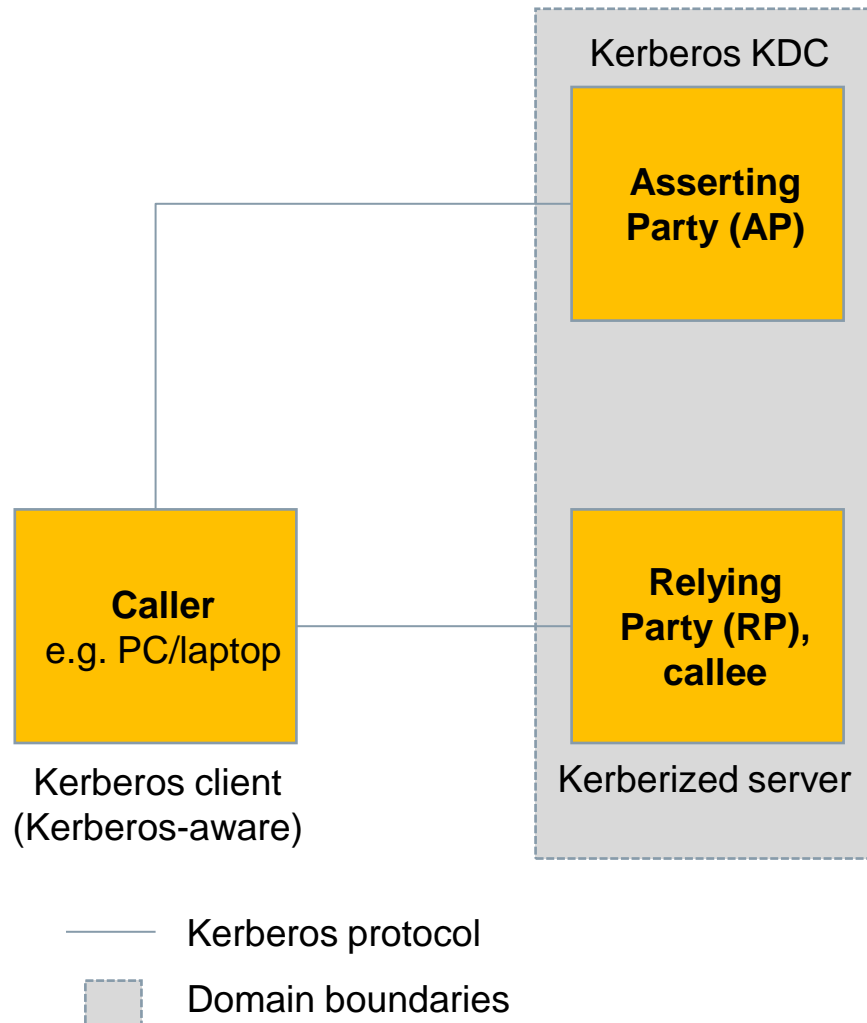 Kerberos KDC
Asserting
Party (AP)
Caller
e.g. PC/laptop
Relying
Party (RP),
callee
Kerberos client
(Kerberos-aware)
Kerberized server
Kerberos protocol
Domain boundaries